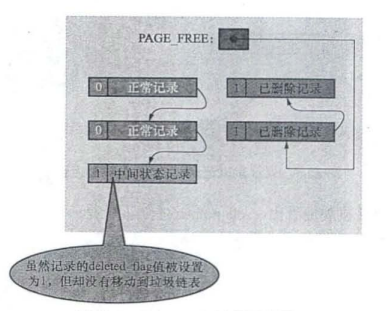 PAGE_FREE:
0 正常记录 1 已删除记录
0 正常记录 1 已删除记录
1 中间状态记录
虽然记录的deleted_flag值被设置
为1，但却没有移动到垃圾链表